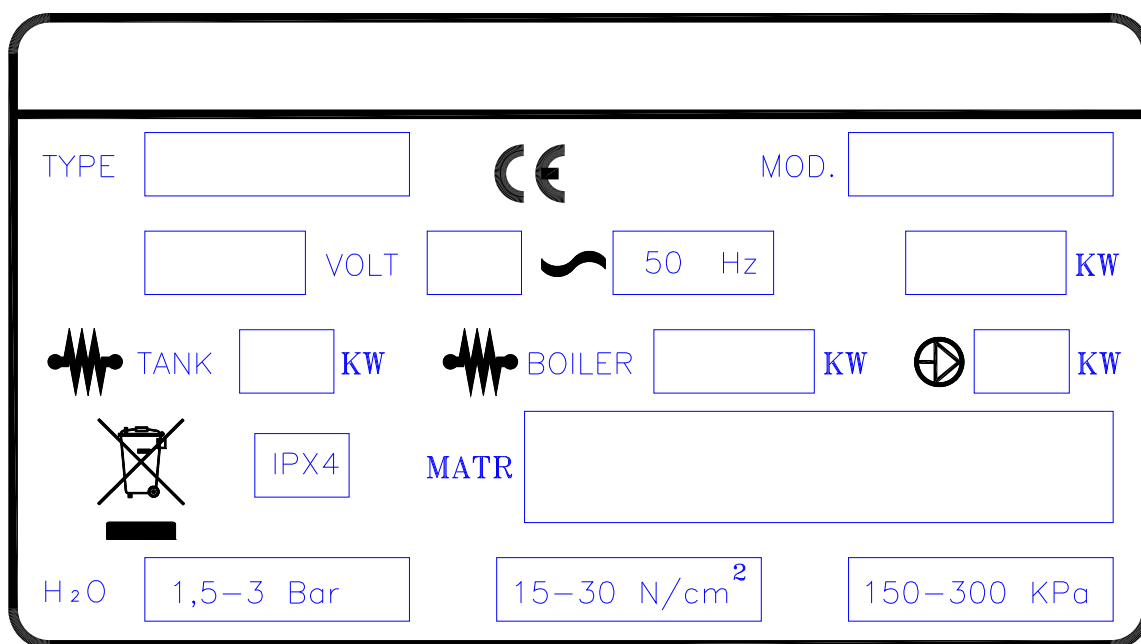 TYPE CE MOD.
VOLT 50 Hz KW
TANK KW BOILER KW KW
IPX4 MATR
H₂O 1,5-3 Bar 15-30 N/cm² 150-300 KPa